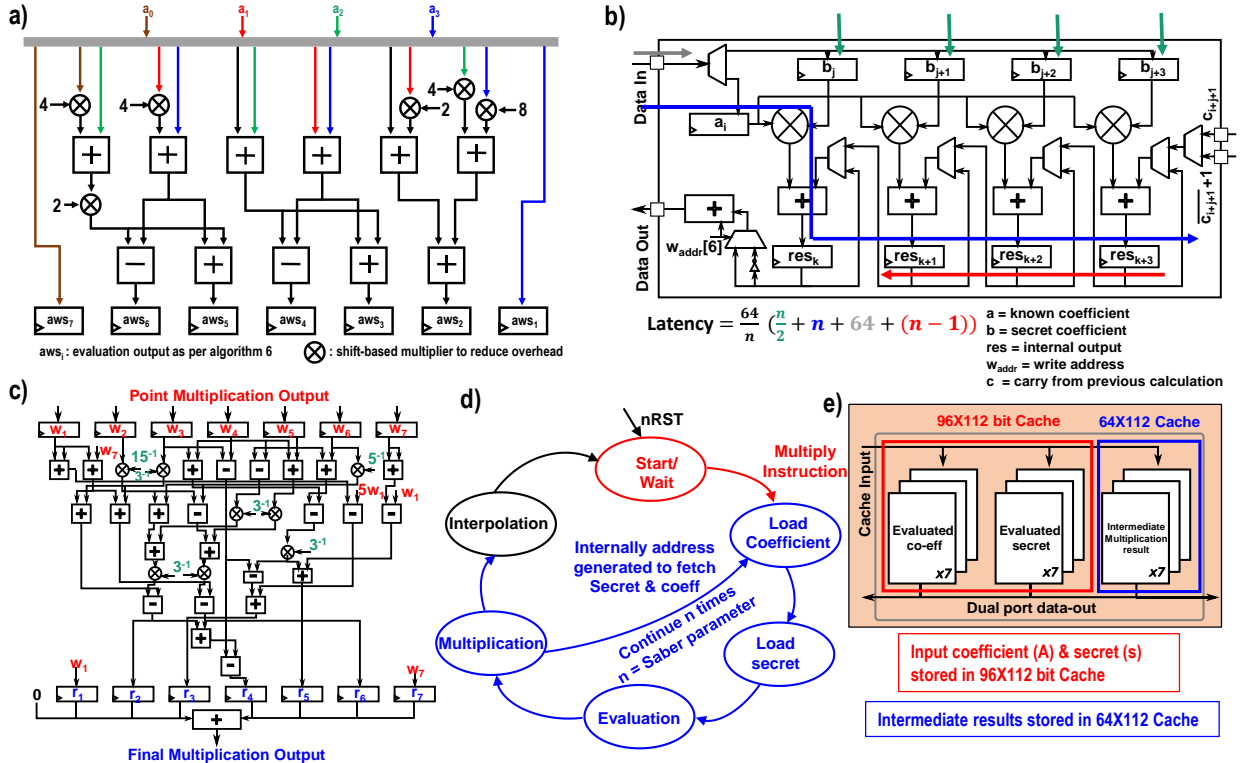 a)
a0
a1
a2
a3
4
4
2
4
8
+
+
+
+
+
+
2
−
+
−
+
+
aws7
aws6
aws5
aws4
aws3
aws2
aws1
awsi : evaluation output as per algorithm 6
⊗ : shift-based multiplier to reduce overhead
b)
Data In
bj
bj+1
bj+2
bj+3
ai
ci+j+1
ci+j+1+1
+
+
+
+
+
Data Out
waddr[6]
resk
resk+1
resk+2
resk+3
Latency = 64/n (n/2 + n + 64 + (n − 1))
a = known coefficient
b = secret coefficient
res = internal output
waddr = write address
c = carry from previous calculation
c)
Point Multiplication Output
w1
w2
w3
w4
w5
w6
w7
w7
15-1
3-1
5-1
+
+
+
-
+
-
+
+
5w1
w1
3-1
+
+
+
+
-
-
-
-
+
+
3-1
3-1
-
+
-
-
+
+
-
w1
w7
0
r1
r2
r3
r4
r5
r6
r7
+
Final Multiplication Output
d)
nRST
Start/
Wait
Multiply
Instruction
Load
Coefficient
Interpolation
Internally address
generated to fetch
Secret & coeff
Multiplication
Continue n times
n = Saber parameter
Load
secret
Evaluation
e)
96X112 bit Cache
64X112 Cache
Cache Input
Evaluated
co-eff
x7
Evaluated
secret
x7
Intermediate
Multiplication
result
x7
Dual port data-out
Input coefficient (A) & secret (s)
stored in 96X112 bit Cache
Intermediate results stored in 64X112 Cache